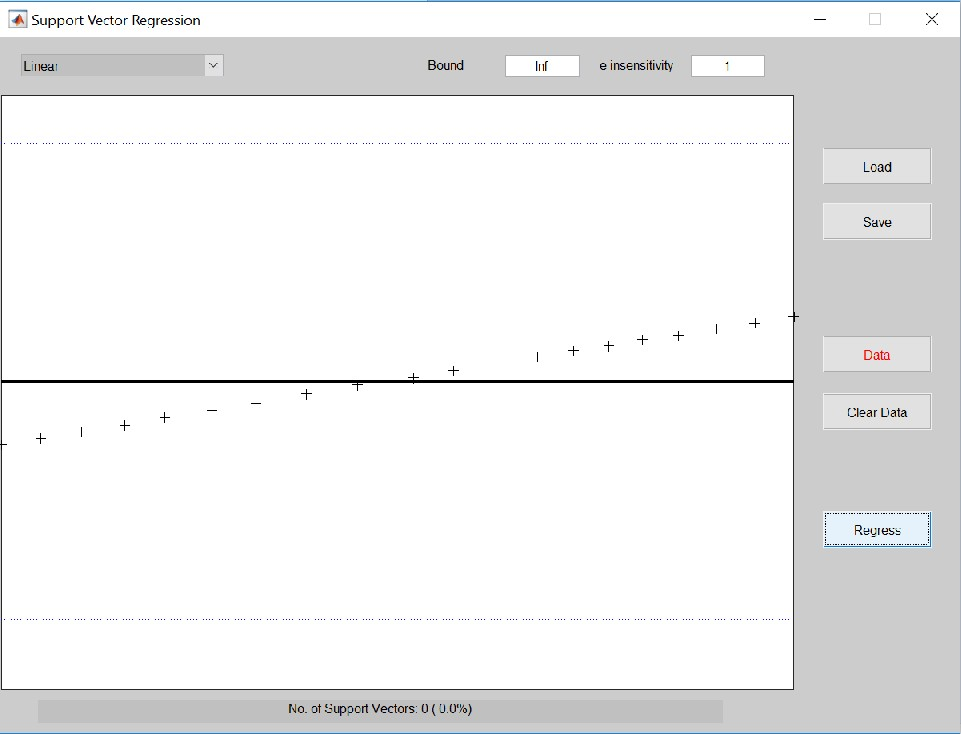 Support Vector Regression
Linear
Bound
Inf
e insensitivity
1
Load
Save
Data
Clear Data
Regress
No. of Support Vectors: 0 ( 0.0%)